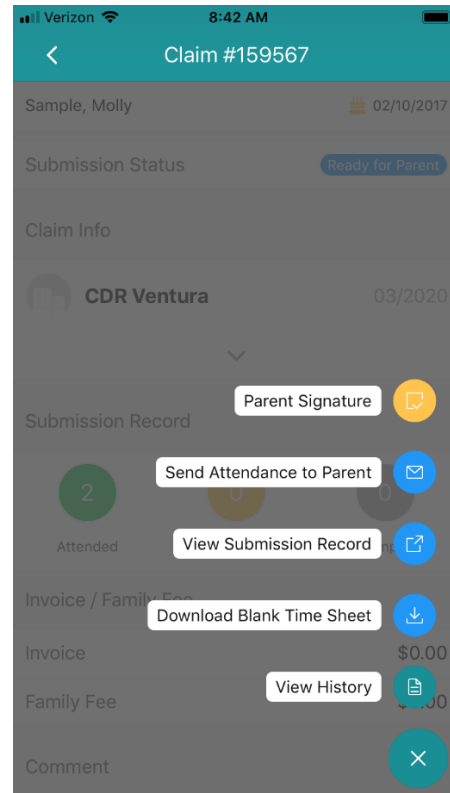 Verizon 8:42 AM
Claim #159567
Sample, Molly 02/10/2017
Submission Status Ready for Parent
Claim Info
CDR Ventura 03/2020
Parent Signature
Submission Record
Send Attendance to Parent
2 0 0
View Submission Record
Attended
Invoice / Family Fee
Download Blank Time Sheet
Invoice $0.00
View History
Family Fee
Comment